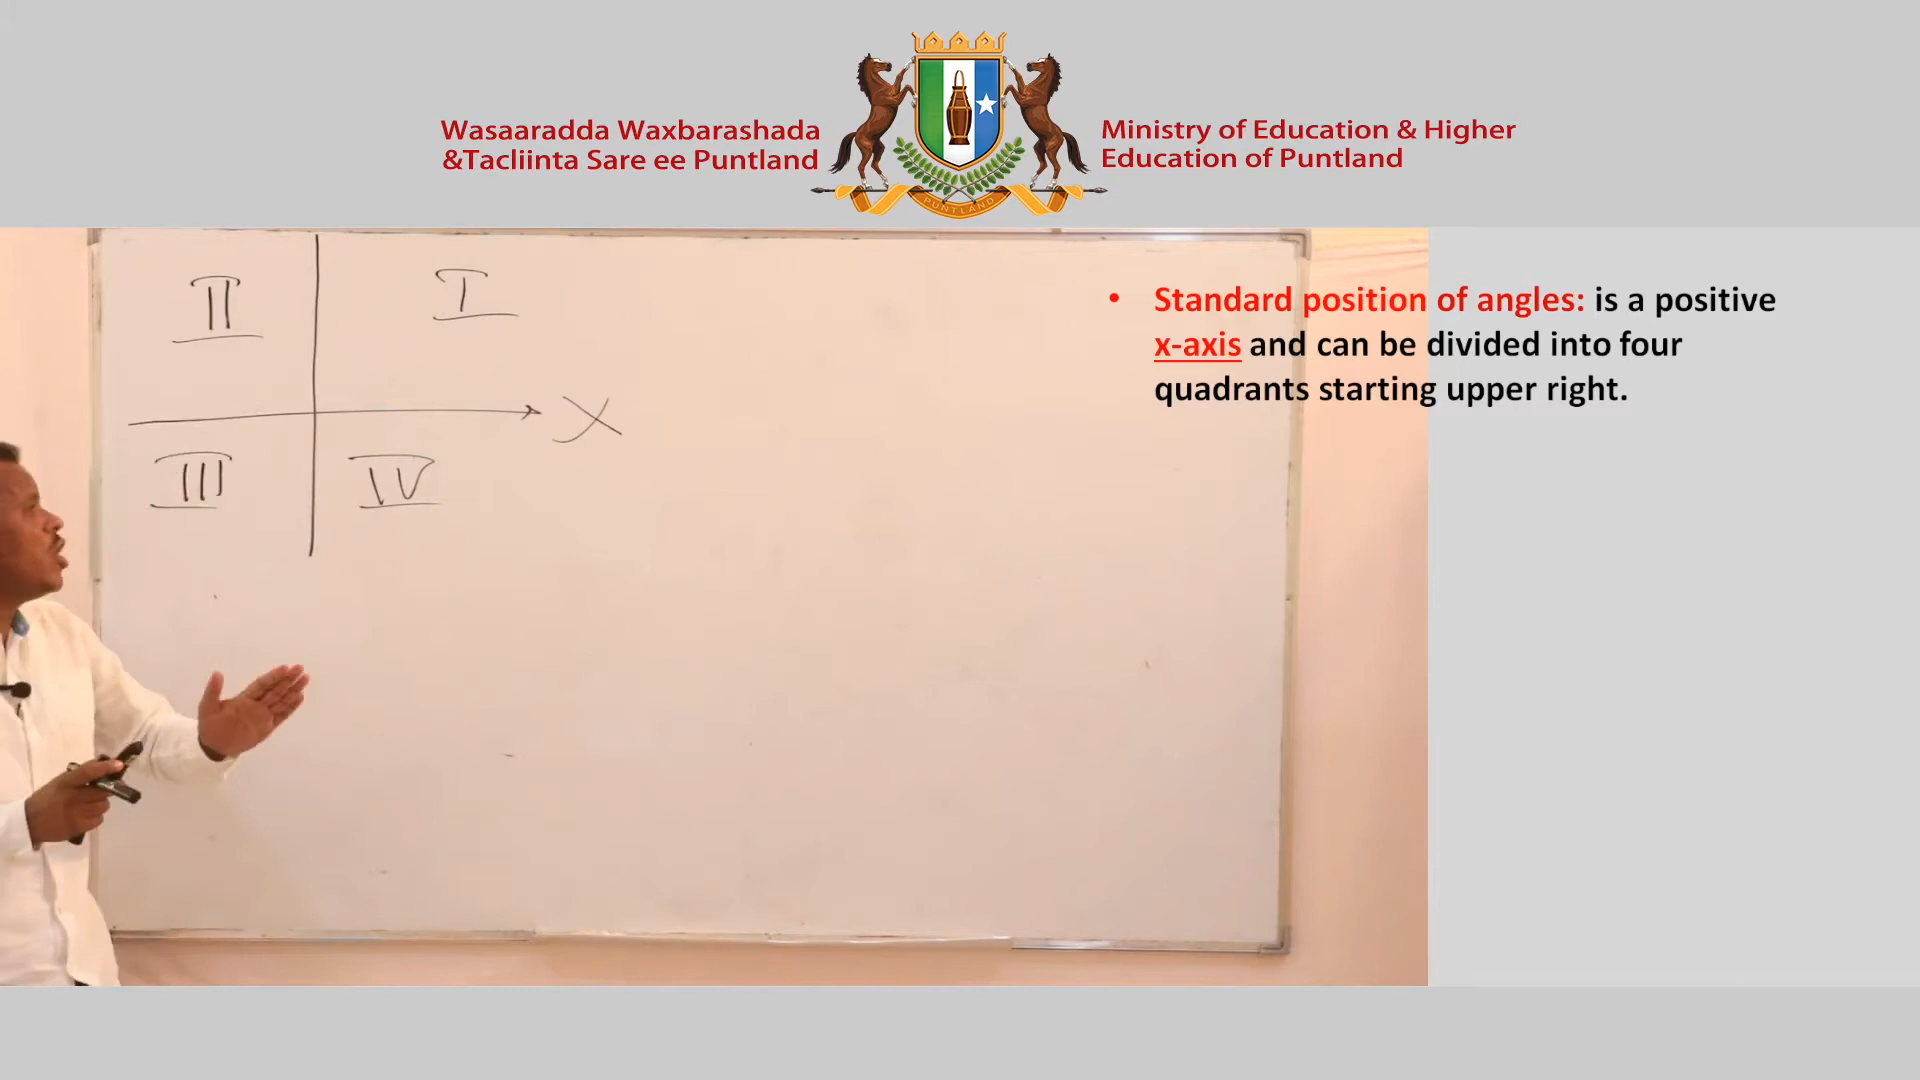 Wasaaradda Waxbarashada
&Tacliinta Sare ee Puntland
PUNTLAND
Ministry of Education & Higher
Education of Puntland
II
I
X
III
IV
• Standard position of angles: is a positive
x-axis and can be divided into four
quadrants starting upper right.